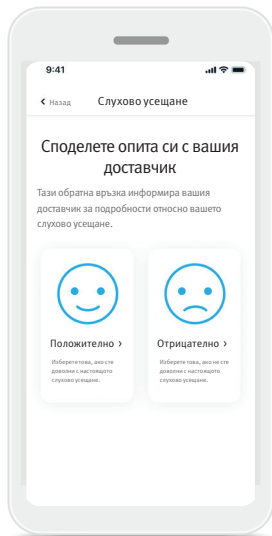 9:41
Назад
Слухово усещане
Споделете опита си с вашия
доставчик
Тази обратна връзка информира вашия
доставчик за подробности относно вашето
слухово усещане.
Положително
Изберете това, ако сте
доволни с настоящото
слухово усещане.
Отрицателно
Изберете това, ако не сте
доволни с настоящото
слухово усещане.